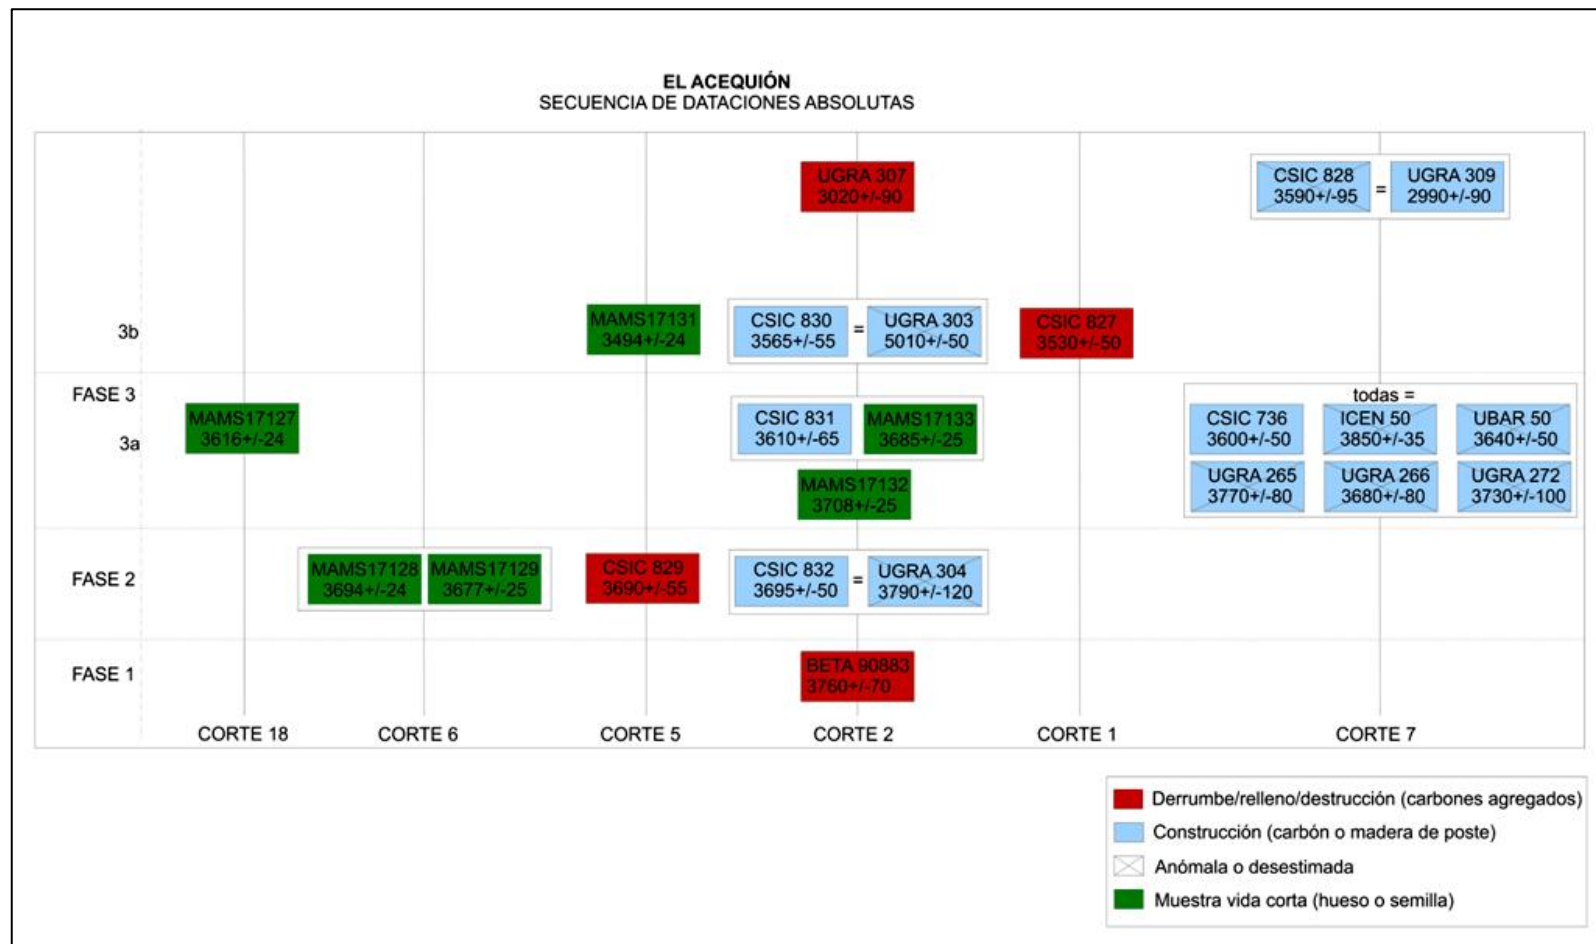 EL ACEQUIÓN
SECUENCIA DE DATACIONES ABSOLUTAS
UGRA 307
3020+/-90
CSIC 828
3590+/-95
=
UGRA 309
2990+/-90
3b
MAMS17131
3494+/-24
CSIC 830
3565+/-55
=
UGRA 303
5010+/-50
CSIC 827
3530+/-50
FASE 3
3a
MAMS17127
3616+/-24
CSIC 831
3610+/-65
MAMS17133
3685+/-25
MAMS17132
3708+/-25
todas =
CSIC 736
3600+/-50
ICEN 50
3850+/-35
UBAR 50
3640+/-50
UGRA 265
3770+/-80
UGRA 266
3680+/-80
UGRA 272
3730+/-100
FASE 2
MAMS17128
3694+/-24
MAMS17129
3677+/-25
CSIC 829
3690+/-55
CSIC 832
3695+/-50
=
UGRA 304
3790+/-120
FASE 1
BETA 90883
3760+/-70
CORTE 18
CORTE 6
CORTE 5
CORTE 2
CORTE 1
CORTE 7
Derrumbe/relleno/destrucción (carbones agregados)
Construcción (carbón o madera de poste)
Anómala o desestimada
Muestra vida corta (hueso o semilla)